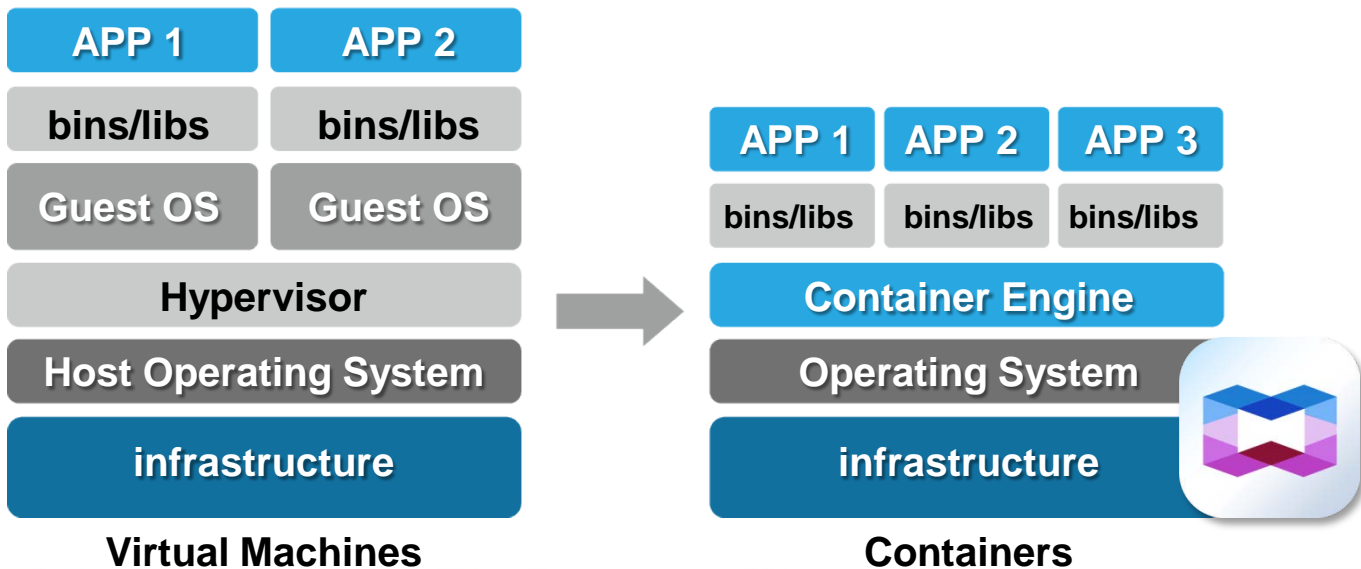 APP 1
APP 2
bins/libs
bins/libs
Guest OS
Guest OS
Hypervisor
Host Operating System
infrastructure
Virtual Machines
APP 1
APP 2
APP 3
bins/libs
bins/libs
bins/libs
Container Engine
Operating System
infrastructure
Containers